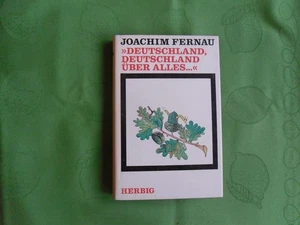 JOACHIM FERNAU
»DEUTSCHLAND,
DEUTSCHLAND
ÜBER ALLES...«
HERBIG